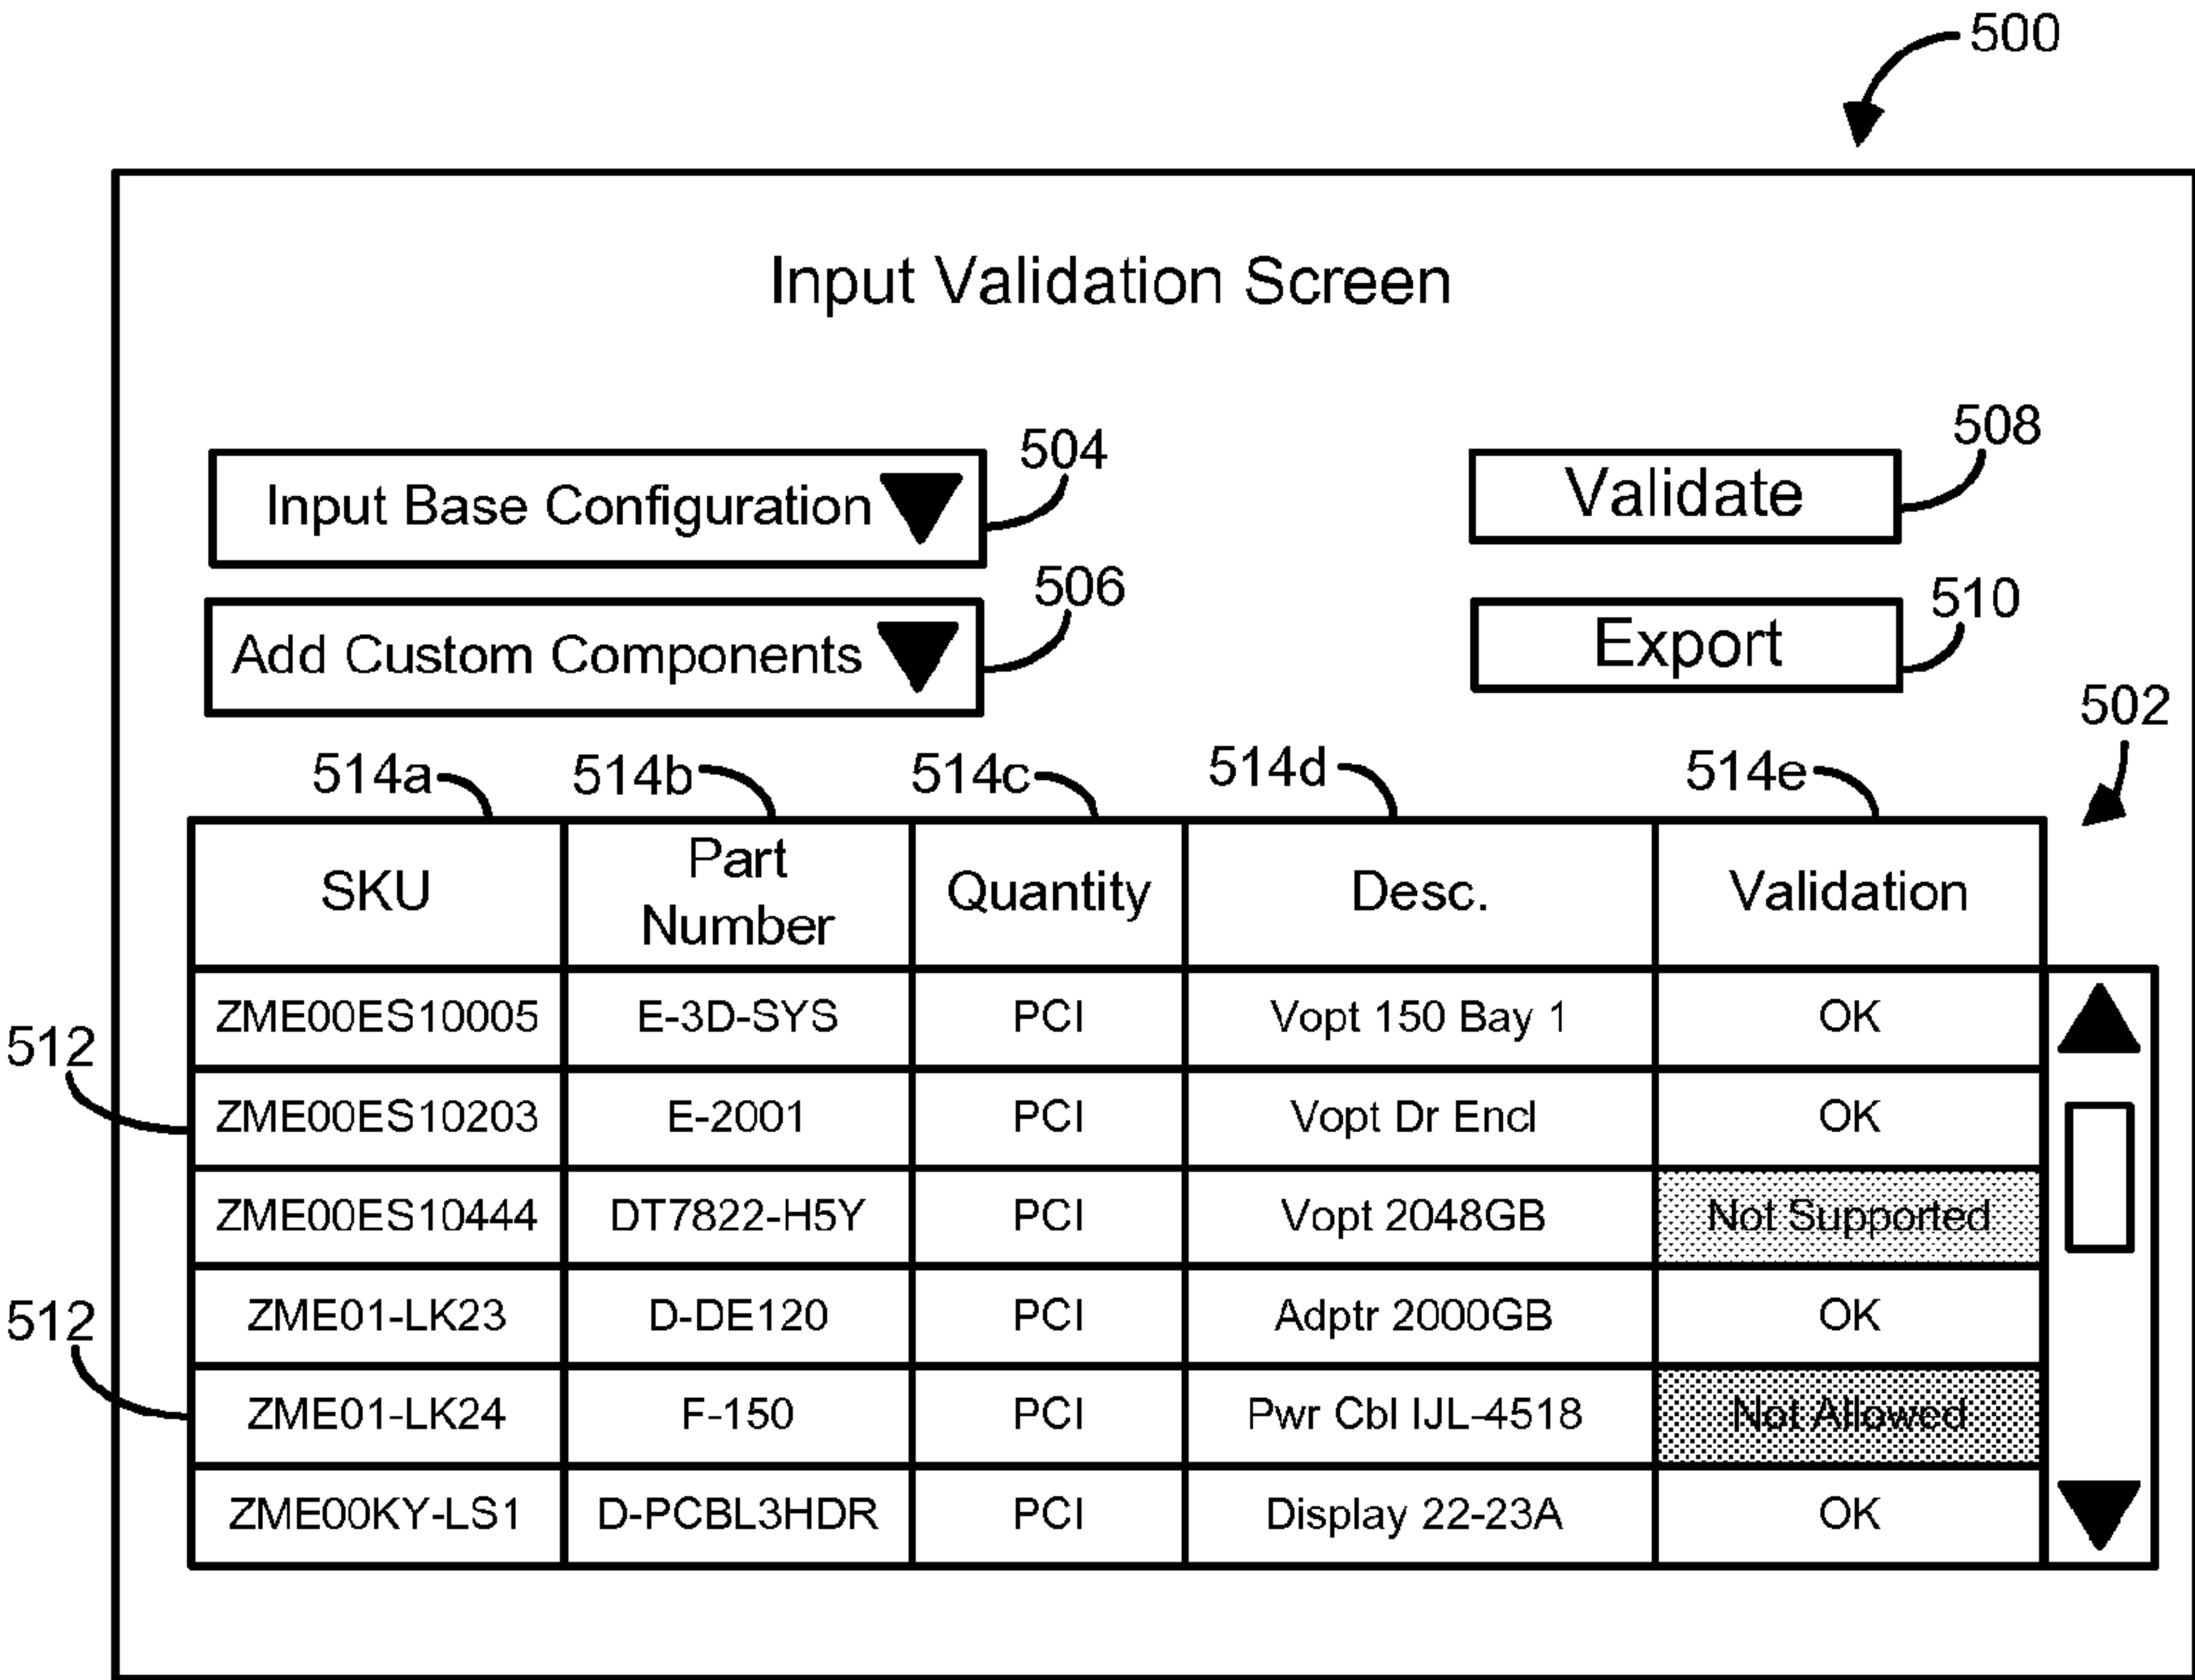 500
Input Validation Screen
Input Base Configuration
504
Validate
508
Add Custom Components
506
Export
510
502
514a 514b 514c 514d 514e
SKU Part Number Quantity Desc. Validation
ZME00ES10005 E-3D-SYS PCI Vopt 150 Bay 1 OK
512
ZME00ES10203 E-2001 PCI Vopt Dr Encl OK
ZME00ES10444 DT7822-H5Y PCI Vopt 2048GB Not Supported
ZME01-LK23 D-DE120 PCI Adptr 2000GB OK
512
ZME01-LK24 F-150 PCI Pwr Cbl IJL-4518 Not Allowed
ZME00KY-LS1 D-PCBL3HDR PCI Display 22-23A OK